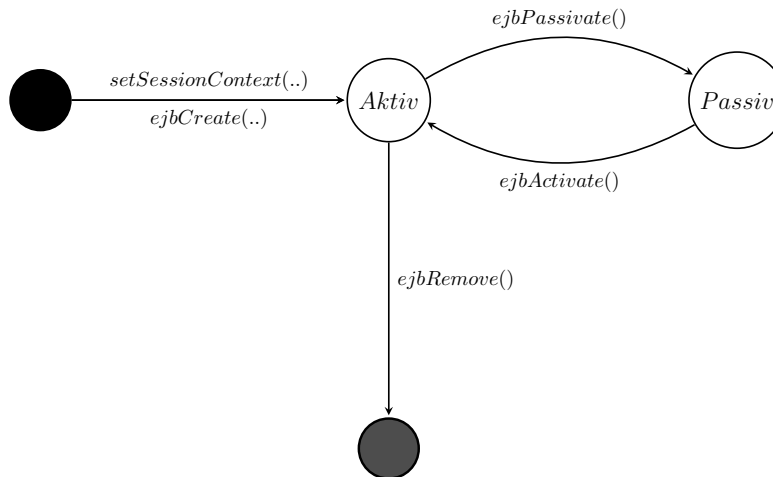 ejbPassivate()
setSessionContext(..)
Aktiv
Passiv
ejbCreate(..)
ejbActivate()
ejbRemove()